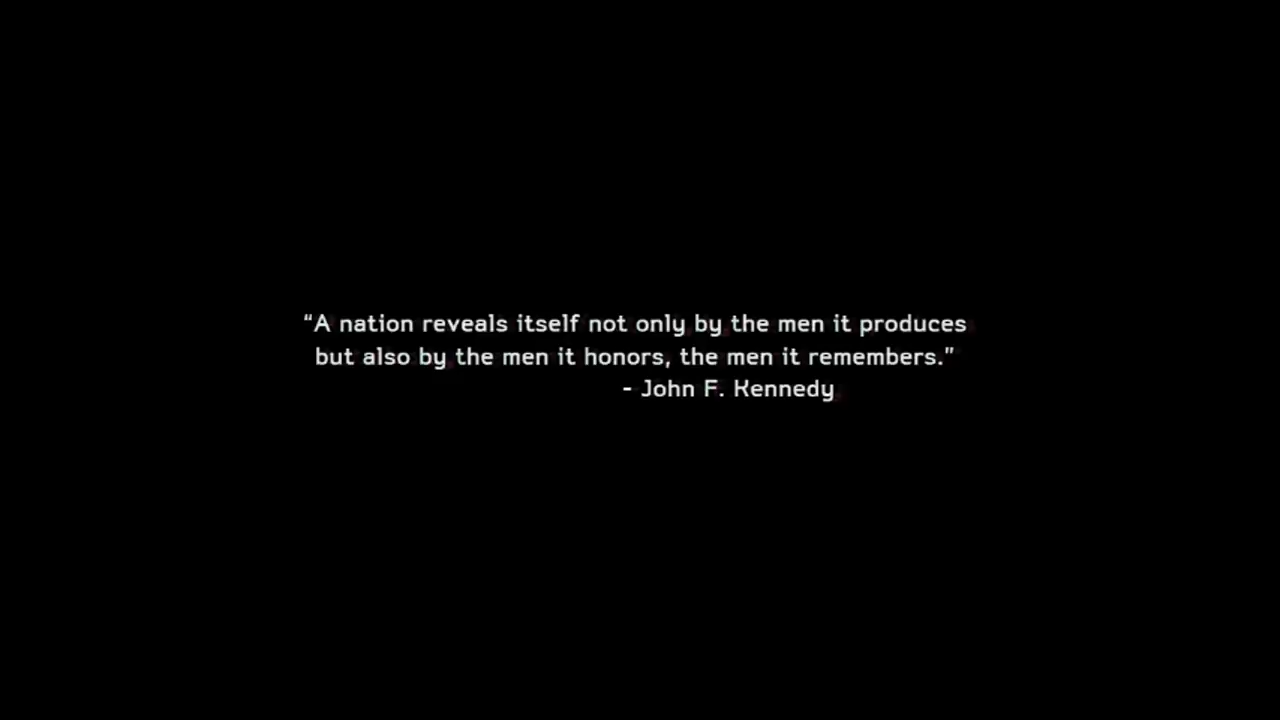 “A nation reveals itself not only by the men it produces
but also by the men it honors, the men it remembers.”
- John F. Kennedy